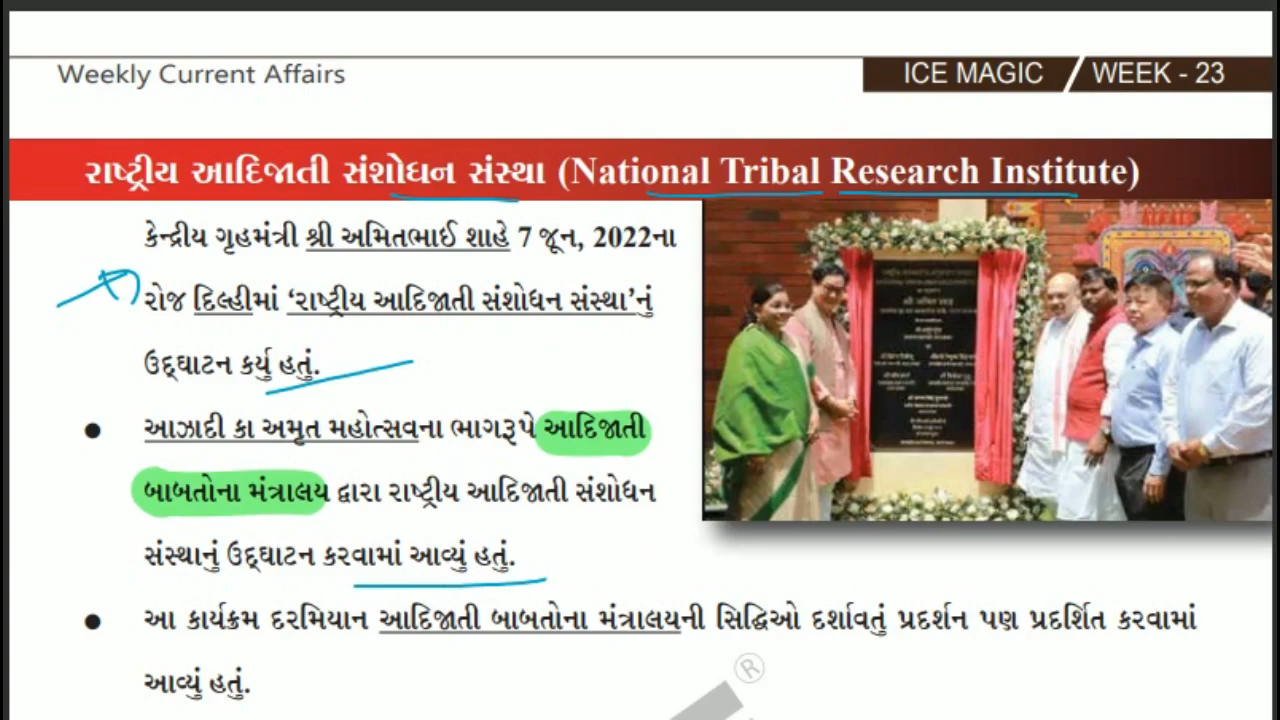 Weekly Current Affairs
ICE MAGIC / WEEK - 23
રાષ્ટ્રીય આદિજાતી સંશોધન સંસ્થા (National Tribal Research Institute)
કેન્દ્રીય ગૃહમંત્રી શ્રી અમિતભાઈ શાહે 7 જૂન, 2022ના
રોજ દિલ્હીમાં ‘રાષ્ટ્રીય આદિજાતી સંશોધન સંસ્થા’નું
ઉદ્‌ઘાટન કર્યુ હતું.
● આઝાદી કા અમૃત મહોત્સવના ભાગરૂપે આદિજાતી
બાબતોના મંત્રાલય દ્વારા રાષ્ટ્રીય આદિજાતી સંશોધન
સંસ્થાનું ઉદ્‌ઘાટન કરવામાં આવ્યું હતું.
● આ કાર્યક્રમ દરમિયાન આદિજાતી બાબતોના મંત્રાલયની સિદ્ધિઓ દર્શાવતું પ્રદર્શન પણ પ્રદર્શિત કરવામાં
આવ્યું હતું.
®